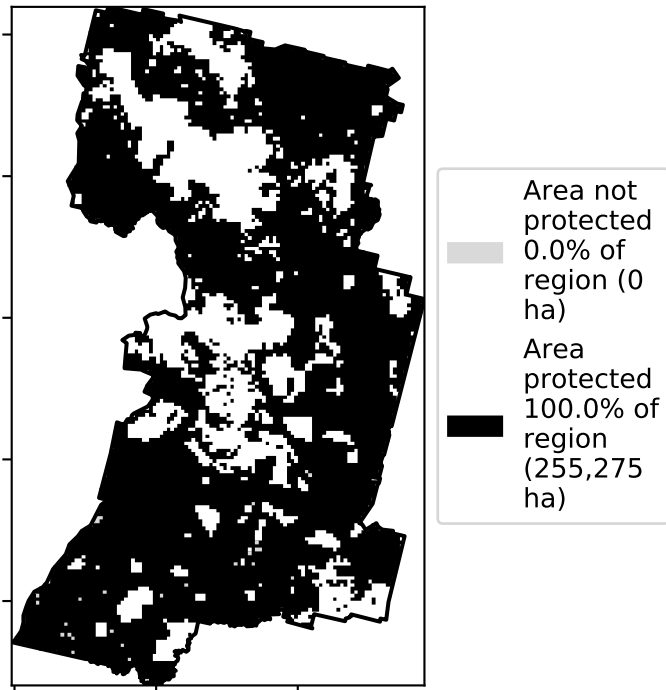 Area not
protected
0.0% of
region (0
ha)
Area
protected
100.0% of
region
(255,275
ha)